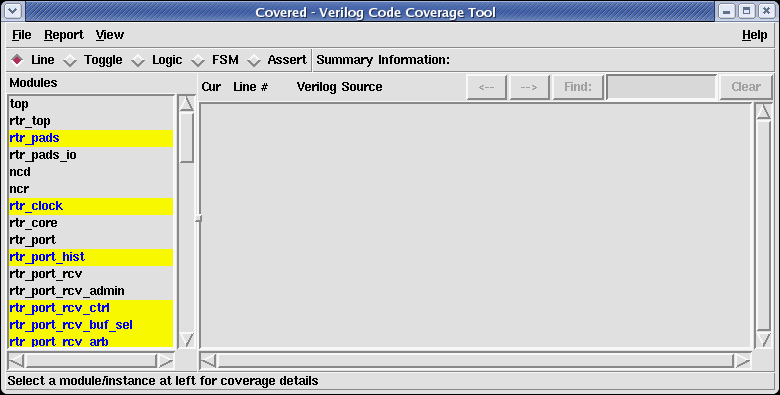 Covered - Verilog Code Coverage Tool
File Report View Help
Line Toggle Logic FSM Assert Summary Information:
Modules
Cur Line # Verilog Source <-- --> Find: Clear
top
rtr_top
rtr_pads
rtr_pads_io
ncd
ncr
rtr_clock
rtr_core
rtr_port
rtr_port_hist
rtr_port_rcv
rtr_port_rcv_admin
rtr_port_rcv_ctrl
rtr_port_rcv_buf_sel
rtr_port_rcv_arb
Select a module/instance at left for coverage details